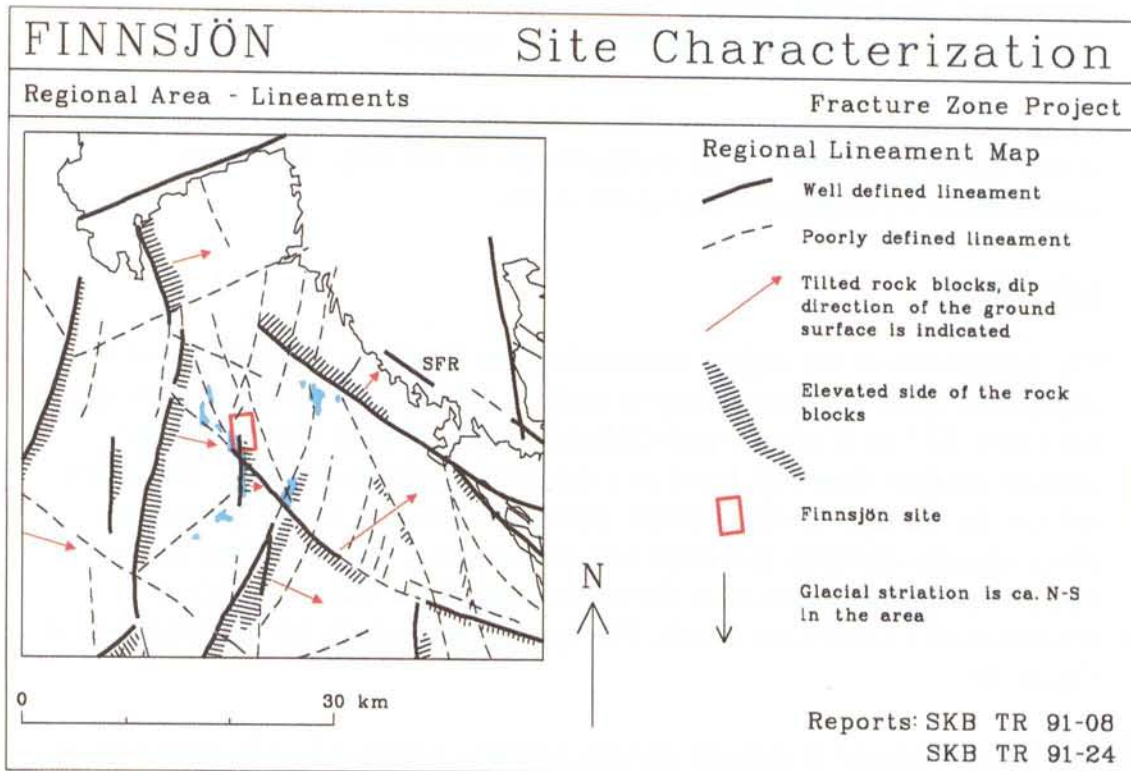 FINNSJÖN
Site Characterization
Regional Area - Lineaments
Fracture Zone Project
SFR
0
30 km
N
Regional Lineament Map
Well defined lineament
Poorly defined lineament
Tilted rock blocks, dip
direction of the ground
surface is indicated
Elevated side of the rock
blocks
Finnsjön site
Glacial striation is ca. N-S
in the area
Reports: SKB TR 91-08
SKB TR 91-24